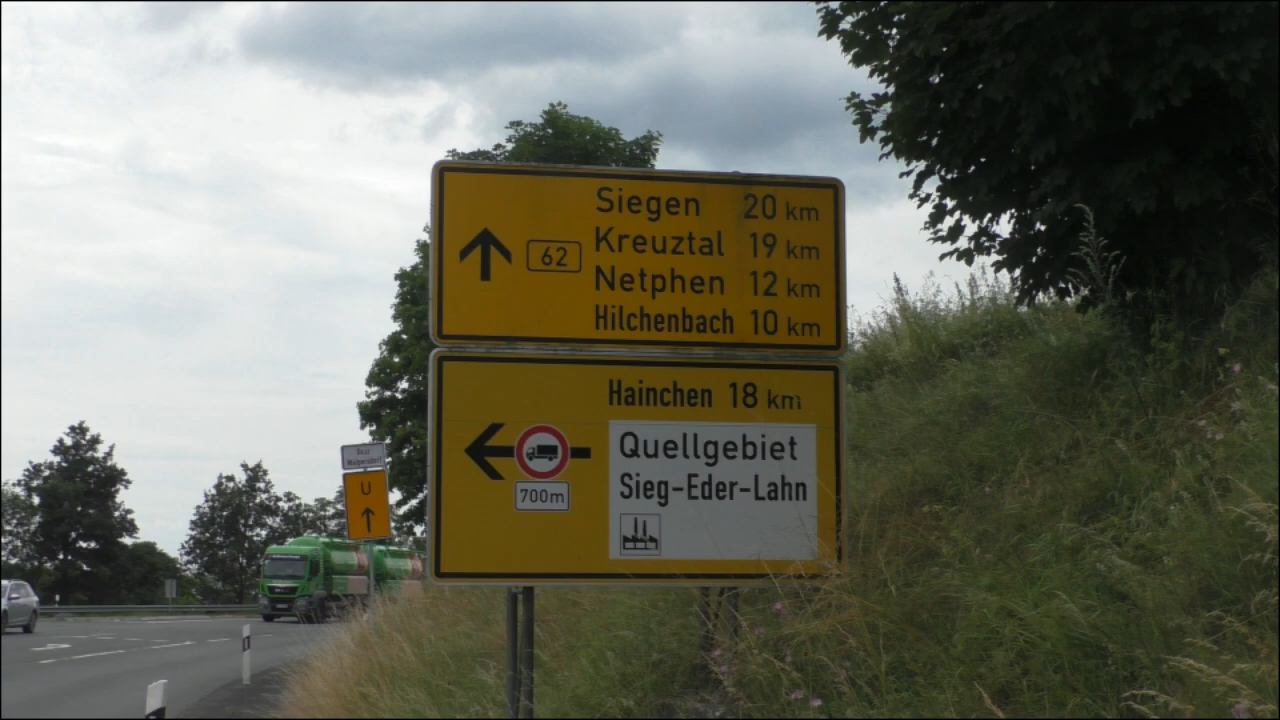 Siegen 20 km
62 Kreuztal 19 km
Netphen 12 km
Hilchenbach 10 km
Hainchen 18 km
700m
Quellgebiet
Sieg-Eder-Lahn
U